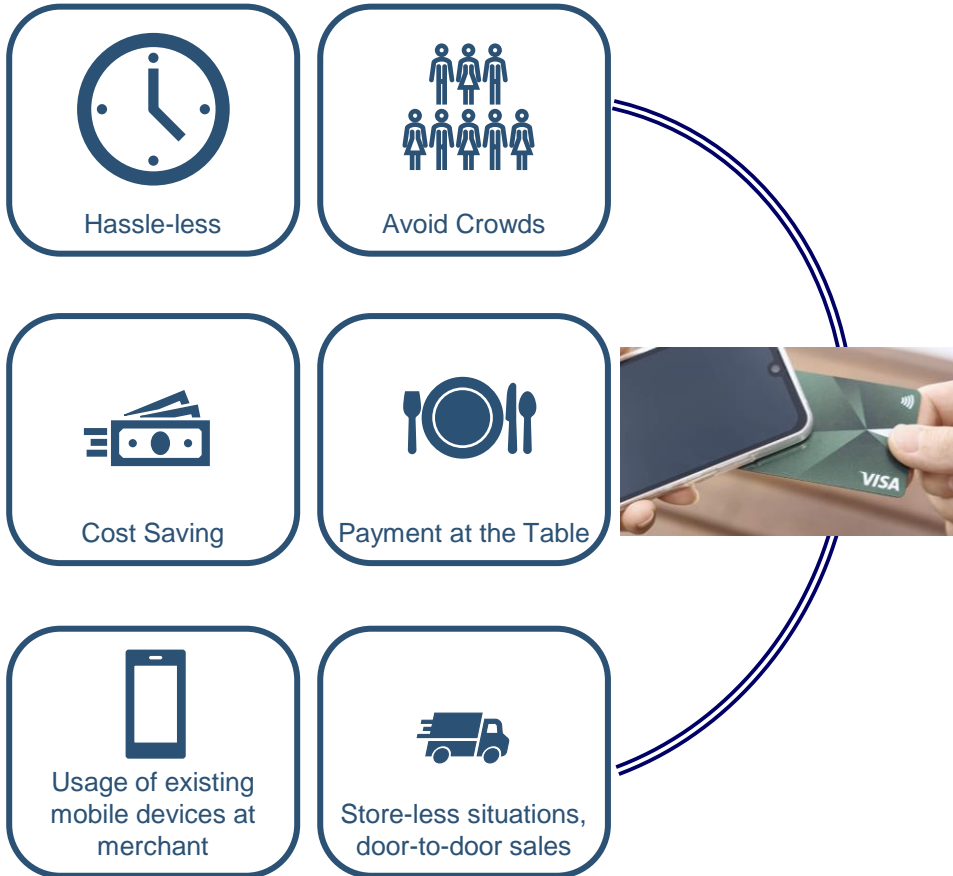 Hassle-less
Avoid Crowds
Cost Saving
Payment at the Table
VISA
Usage of existing
mobile devices at
merchant
Store-less situations,
door-to-door sales